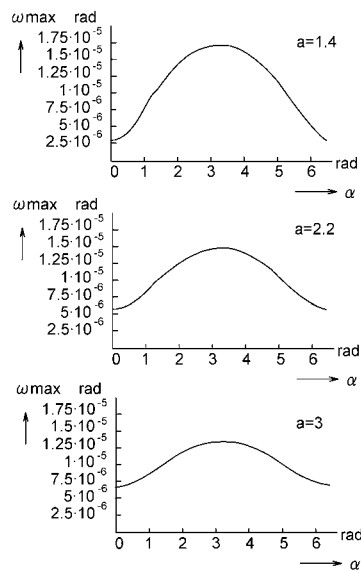 ωmax rad
1.75·10⁻⁵
1.5·10⁻⁵
1.25·10⁻⁵
1·10⁻⁵
7.5·10⁻⁶
5·10⁻⁶
2.5·10⁻⁶
a=1.4
rad
0 1 2 3 4 5 6
α
ωmax rad
1.75·10⁻⁵
1.5·10⁻⁵
1.25·10⁻⁵
1·10⁻⁵
7.5·10⁻⁶
5·10⁻⁶
2.5·10⁻⁶
a=2.2
rad
0 1 2 3 4 5 6
α
ωmax rad
1.75·10⁻⁵
1.5·10⁻⁵
1.25·10⁻⁵
1·10⁻⁵
7.5·10⁻⁶
5·10⁻⁶
2.5·10⁻⁶
a=3
rad
0 1 2 3 4 5 6
α